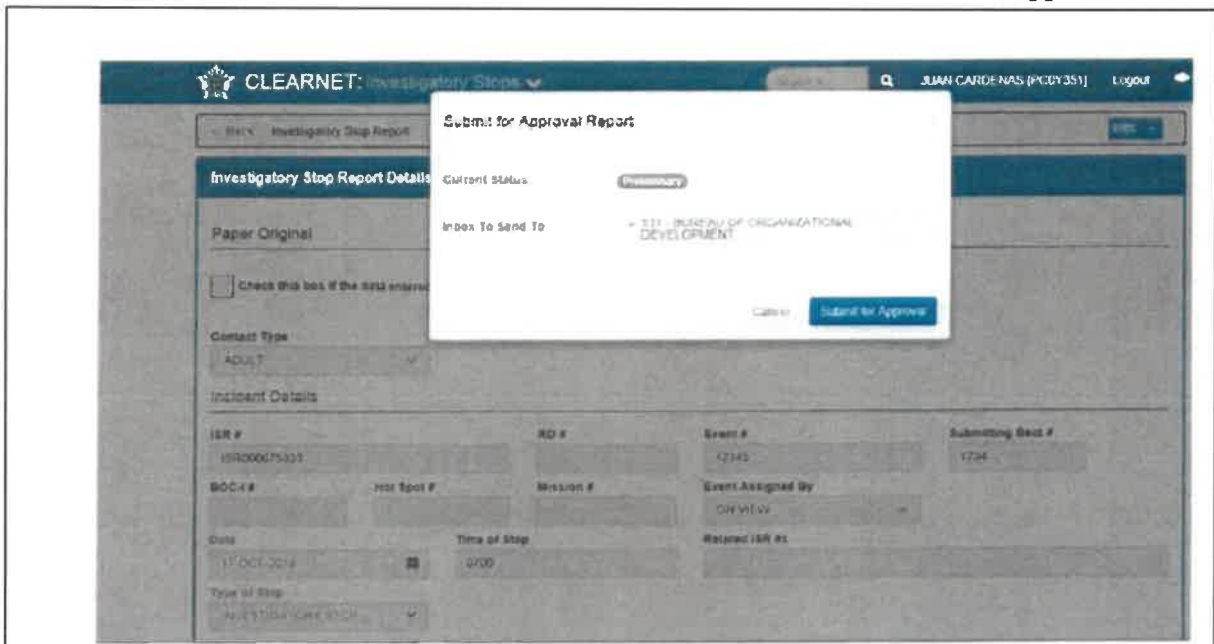 CLEARNET: Investigatory Stops
JUAN CARDENAS [PC0Y351] Logout
Back Investigatory Stop Report
Submit for Approval Report
Investigatory Stop Report Details
Current Status Preliminary
Paper Original
Inbox To Send To BUREAU OF ORGANIZATIONAL
DEVELOPMENT
Check this box if the data entered
Cancel Submit for Approval
Contact Type
ADULT
Incident Details
ISR # RD # Event # Submitting Beat #
12345 1234
Hot Spot # Mission # Event Assigned By
ON VIEW
Date Time of Stop Related ISR #s
0700
Type of Stop
INVESTIGATORY STOP